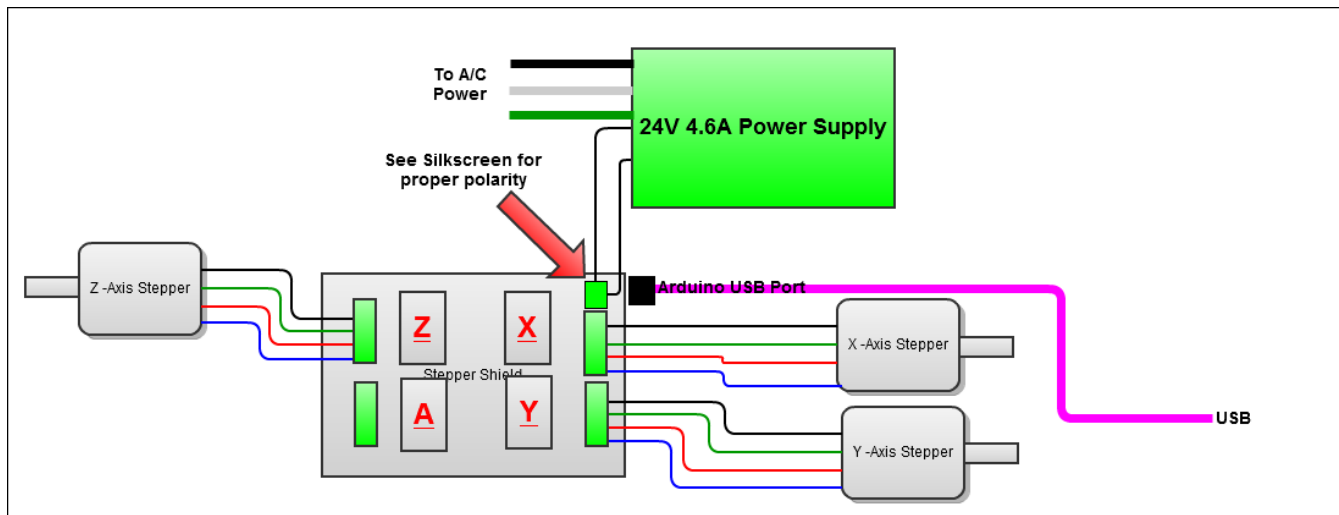 To A/C
Power
24V 4.6A Power Supply
See Silkscreen for
proper polarity
Z -Axis Stepper
Arduino USB Port
Z
X
X -Axis Stepper
Stepper Shield
A
Y
USB
Y -Axis Stepper